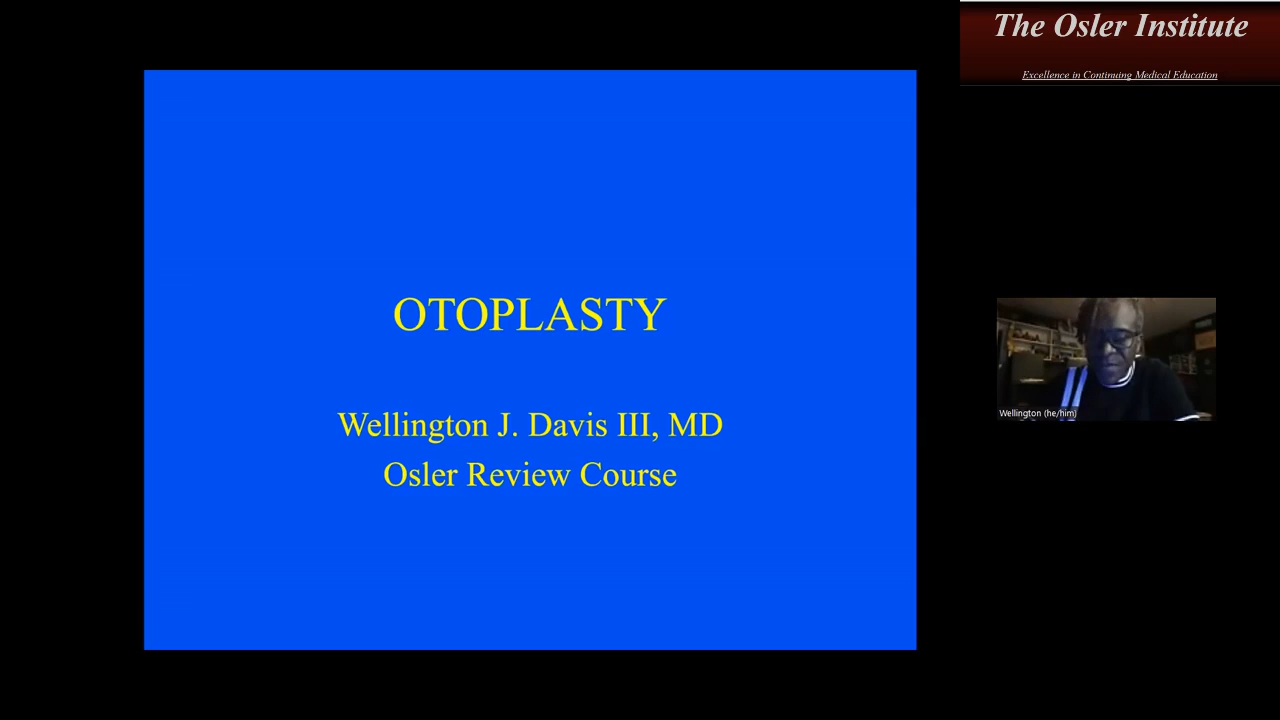 The Osler Institute
Excellence in Continuing Medical Education
OTOPLASTY
Wellington J. Davis III, MD
Osler Review Course
Wellington (he/him)